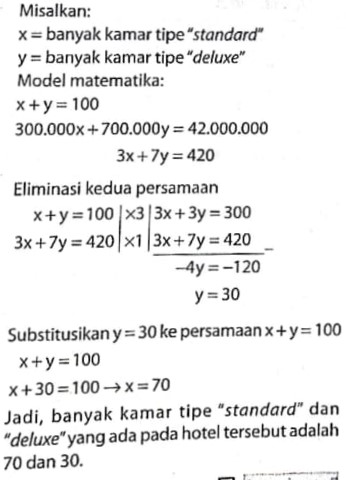 Misalkan:
x = banyak kamar tipe "standard"
y = banyak kamar tipe "deluxe"
Model matematika:
x + y = 100
300.000x + 700.000y = 42.000.000
3x + 7y = 420
Eliminasi kedua persamaan
x + y = 100 | ×3 | 3x + 3y = 300
3x + 7y = 420 | ×1 | 3x + 7y = 420 –
–4y = –120
y = 30
Substitusikan y = 30 ke persamaan x + y = 100
x + y = 100
x + 30 = 100 → x = 70
Jadi, banyak kamar tipe "standard" dan
"deluxe" yang ada pada hotel tersebut adalah
70 dan 30.